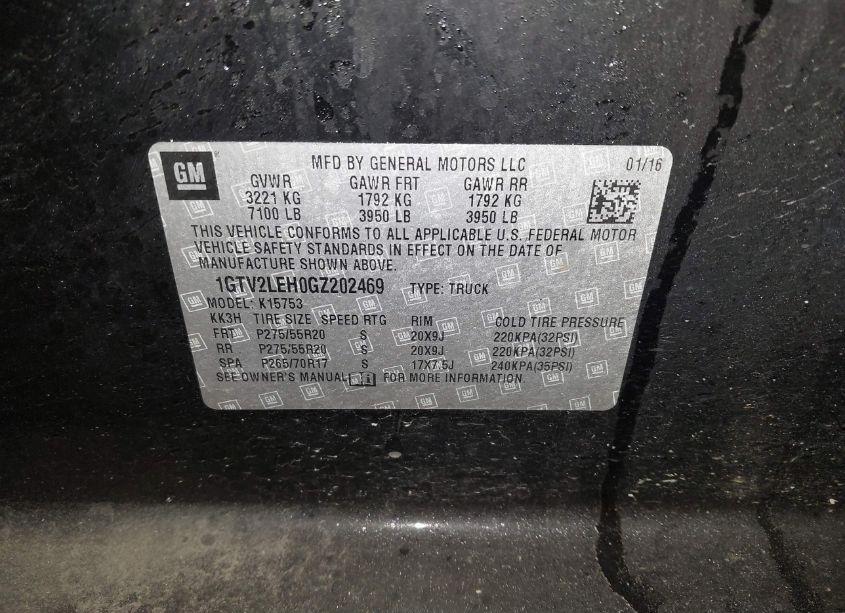 GM
MFD BY GENERAL MOTORS LLC 01/16
GVWR GAWR FRT GAWR RR
3221 KG 1792 KG 1792 KG
7100 LB 3950 LB 3950 LB
THIS VEHICLE CONFORMS TO ALL APPLICABLE U.S. FEDERAL MOTOR
VEHICLE SAFETY STANDARDS IN EFFECT ON THE DATE OF
MANUFACTURE SHOWN ABOVE.
1GTV2LEH0GZ202469 TYPE: TRUCK
MODEL: K15753
KK3H TIRE SIZE SPEED RTG RIM COLD TIRE PRESSURE
FRT P275/55R20 S 20X9J 220KPA(32PSI)
RR P275/55R20 S 20X9J 220KPA(32PSI)
SPA P265/70R17 S 17X7.5J 240KPA(35PSI)
SEE OWNER'S MANUAL FOR MORE INFORMATION.